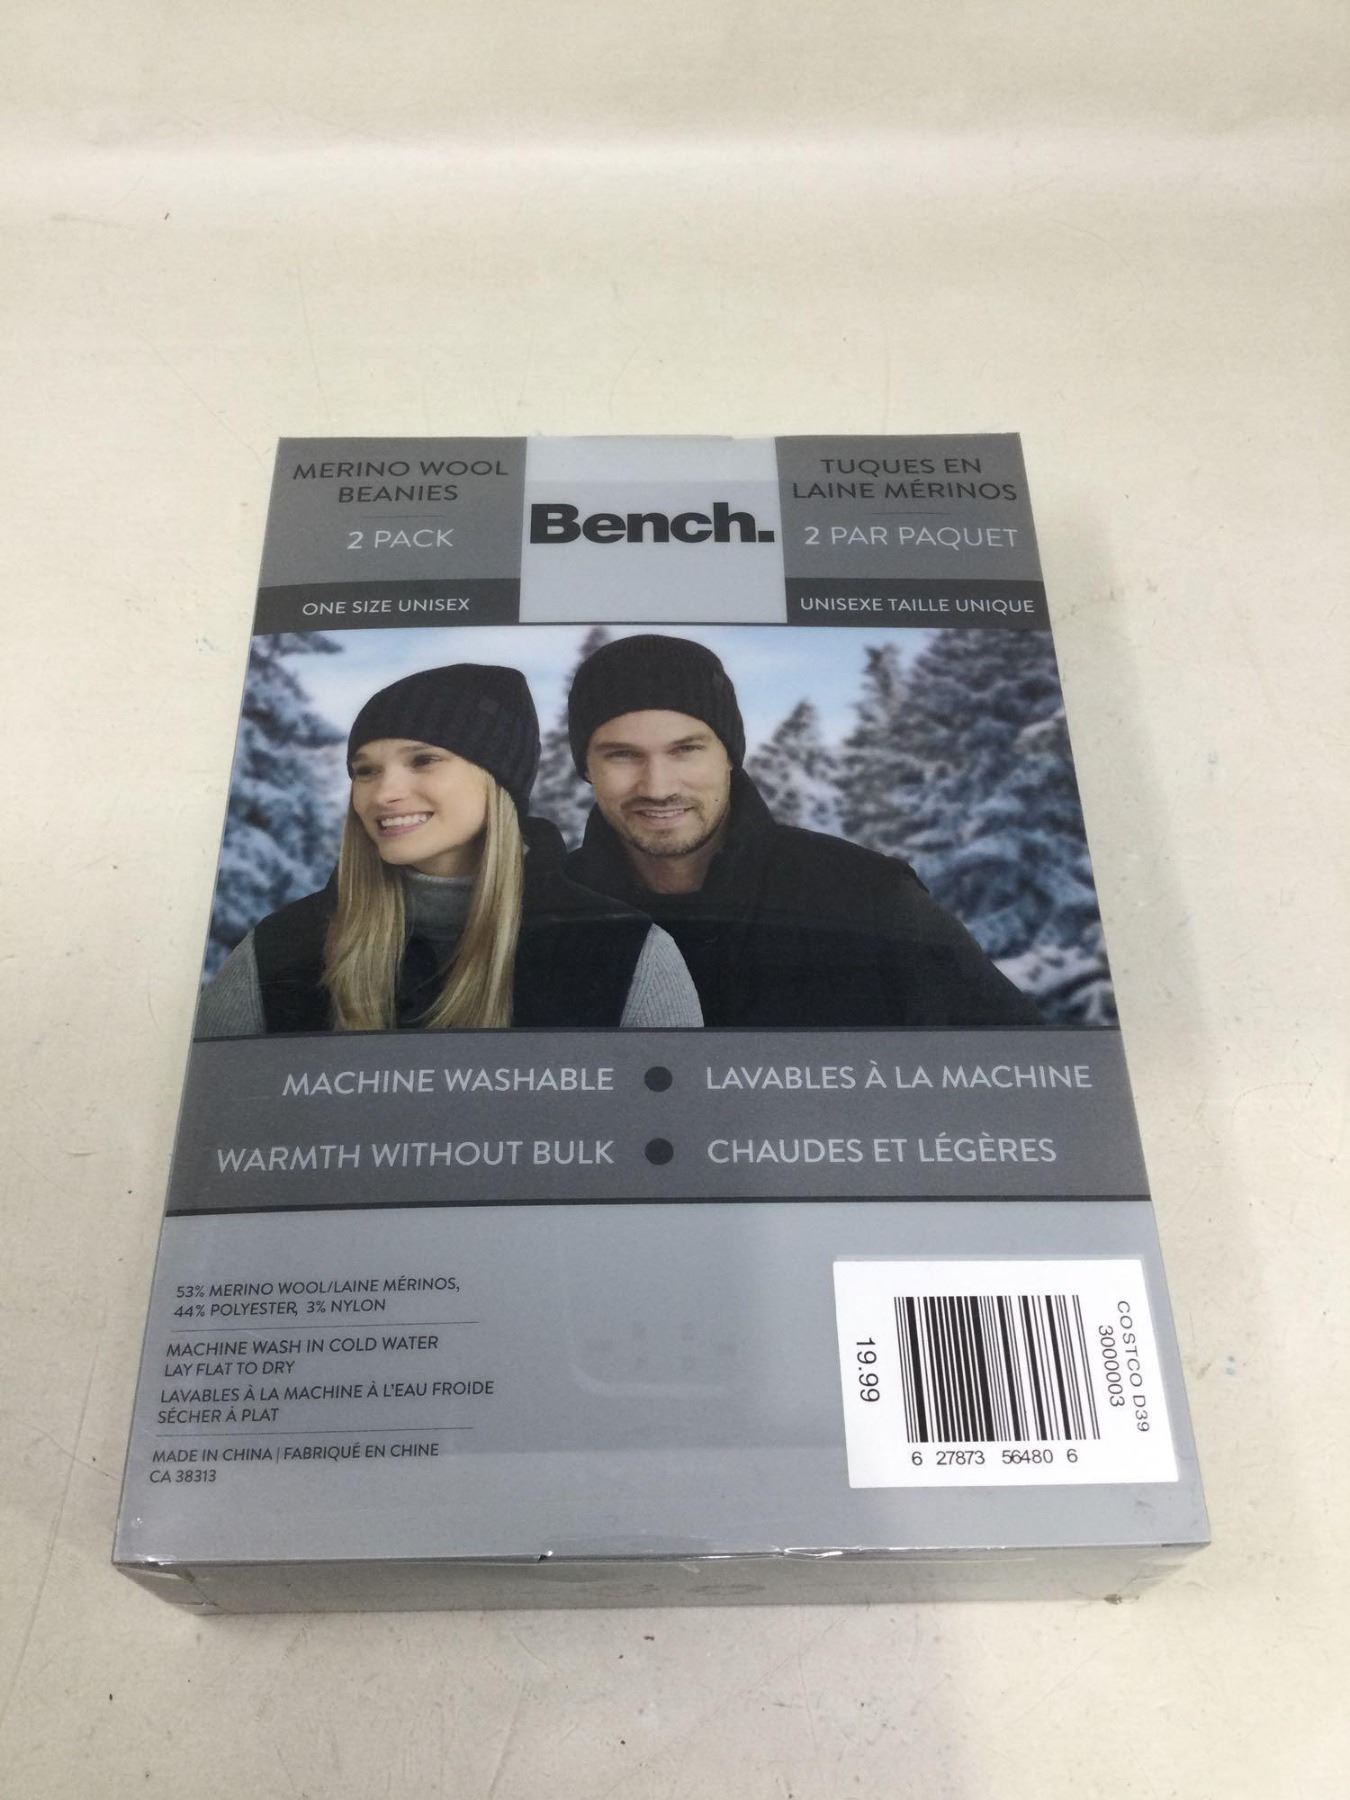 MERINO WOOL
BEANIES
2 PACK
ONE SIZE UNISEX
Bench.
TUQUES EN
LAINE MÉRINOS
2 PAR PAQUET
UNISEXE TAILLE UNIQUE
MACHINE WASHABLE ● LAVABLES À LA MACHINE
WARMTH WITHOUT BULK ● CHAUDES ET LÉGÈRES
53% MERINO WOOL/LAINE MÉRINOS,
44% POLYESTER, 3% NYLON
MACHINE WASH IN COLD WATER
LAY FLAT TO DRY
LAVABLES À LA MACHINE À L'EAU FROIDE
SÉCHER À PLAT
MADE IN CHINA | FABRIQUÉ EN CHINE
CA 38313
COSTCO D39
3000003
6 27873 56480 6
19.99